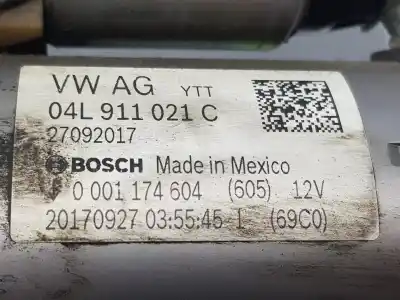 VW AG YTT
04L 911 021 C
27092017
BOSCH Made in Mexico
0 001 174 604 (605) 12V
20170927 03:55:45 1 (69C0)